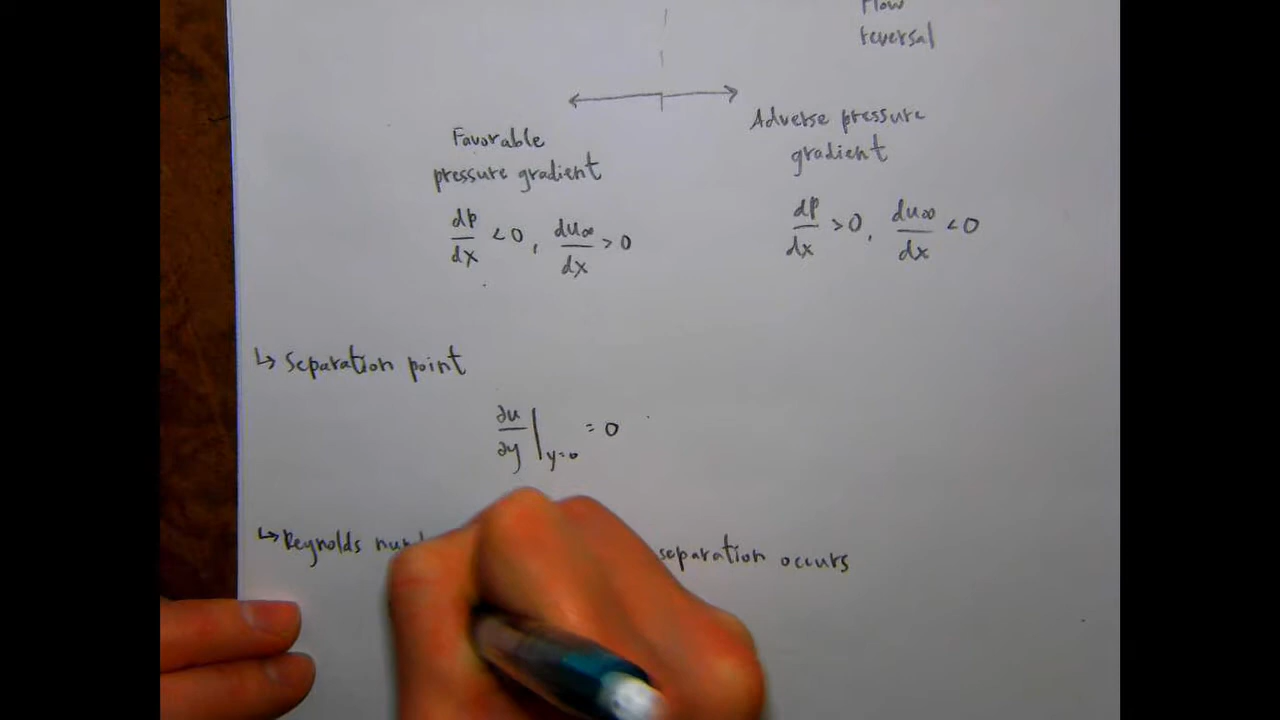 Flow
reversal
Favorable
pressure gradient
dp/dx < 0, du∞/dx > 0
Adverse pressure
gradient
dp/dx > 0, du∞/dx < 0
↳ Separation point
∂u/∂y |y=0 = 0
↳ Reynolds separation occurs